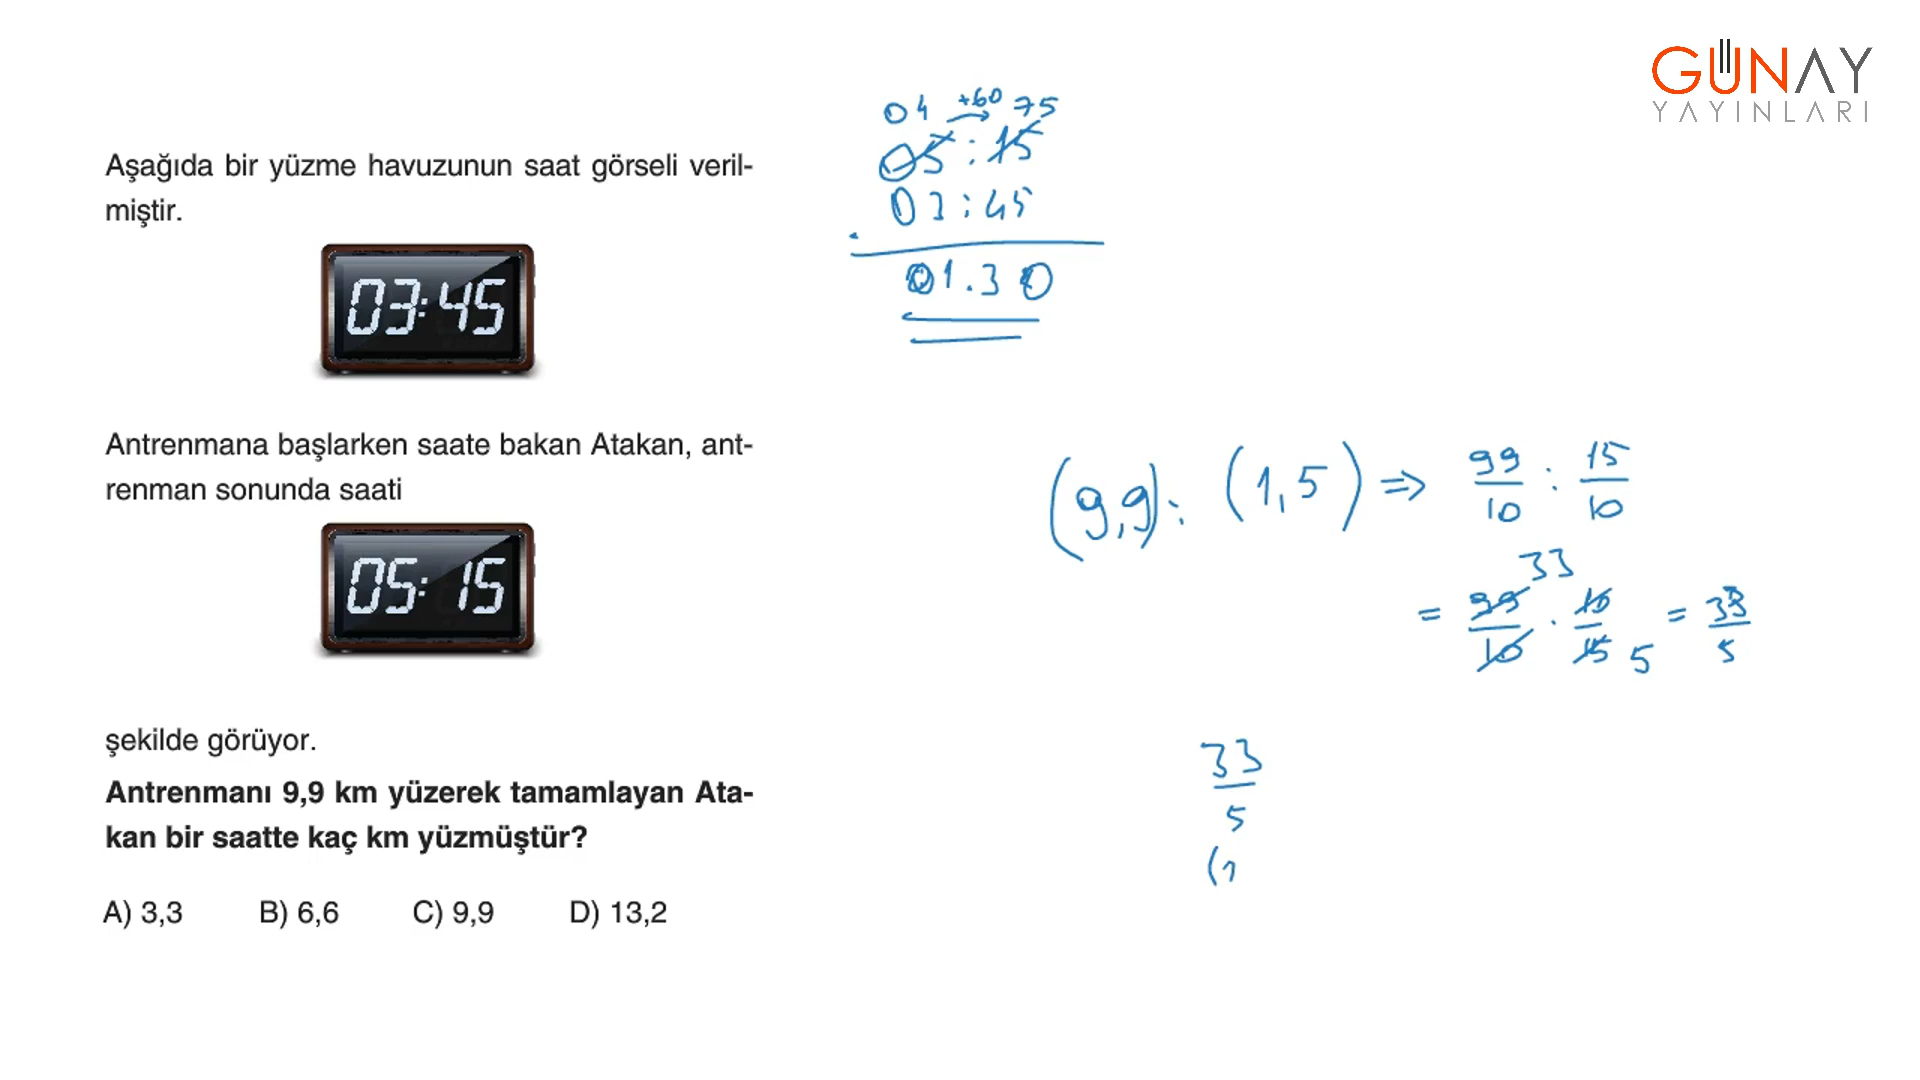 GÜNAY
YAYINLARI
Aşağıda bir yüzme havuzunun saat görseli veril-
miştir.
03:45
Antrenmana başlarken saate bakan Atakan, ant-
renman sonunda saati
05:15
şekilde görüyor.
Antrenmanı 9,9 km yüzerek tamamlayan Ata-
kan bir saatte kaç km yüzmüştür?
A) 3,3 B) 6,6 C) 9,9 D) 13,2
04 +60 75
05:15
03:45
01.30
(9,9) : (1,5) ⇒ 99/10 : 15/10
33
= 99/10 . 10/15 5 = 33/5
33
5
(2